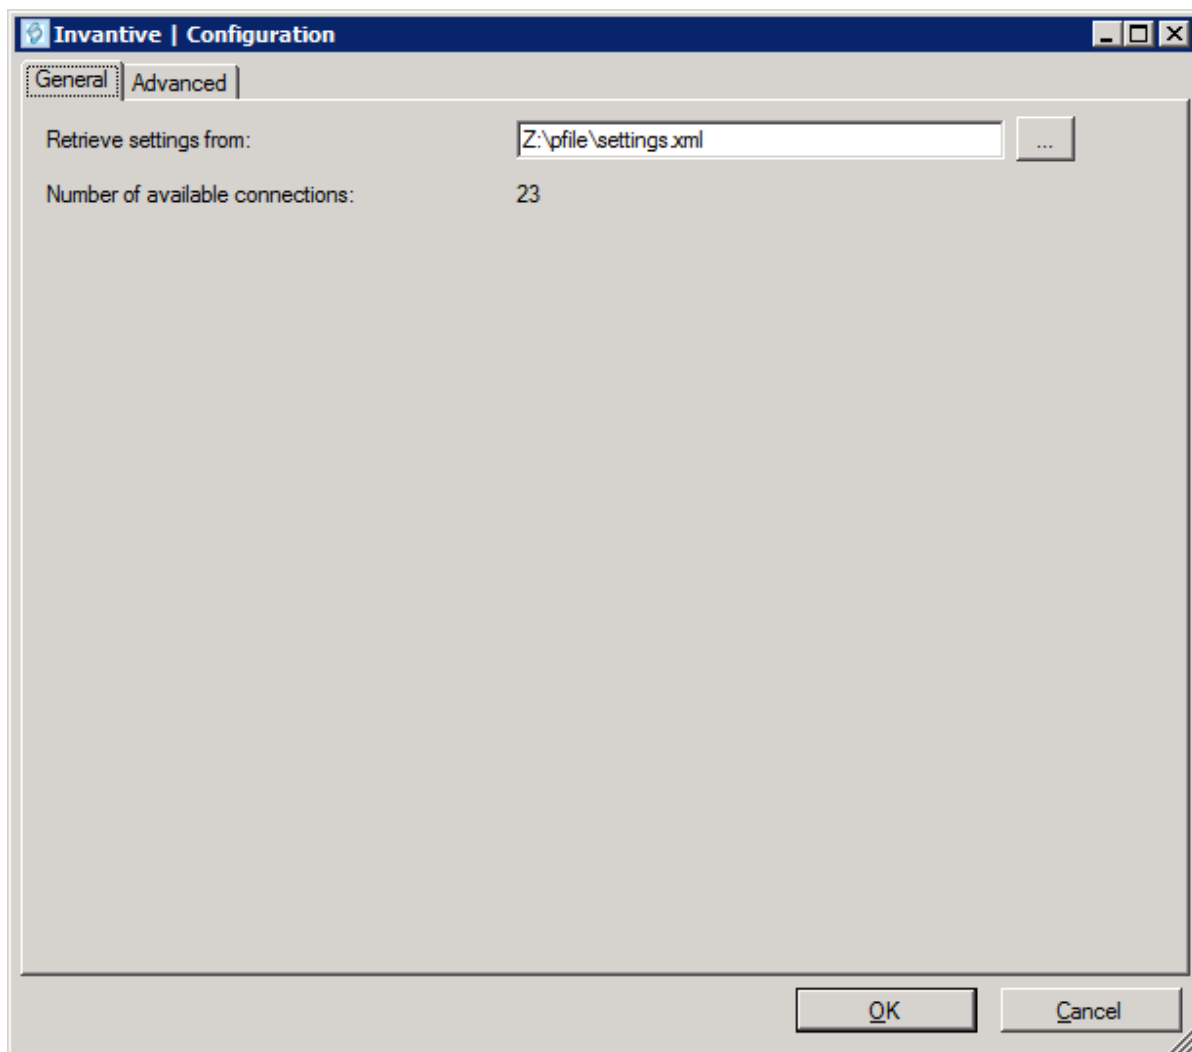 Invantive | Configuration
General Advanced
Retrieve settings from: Z:\pfile\settings.xml ...
Number of available connections: 23
OK Cancel